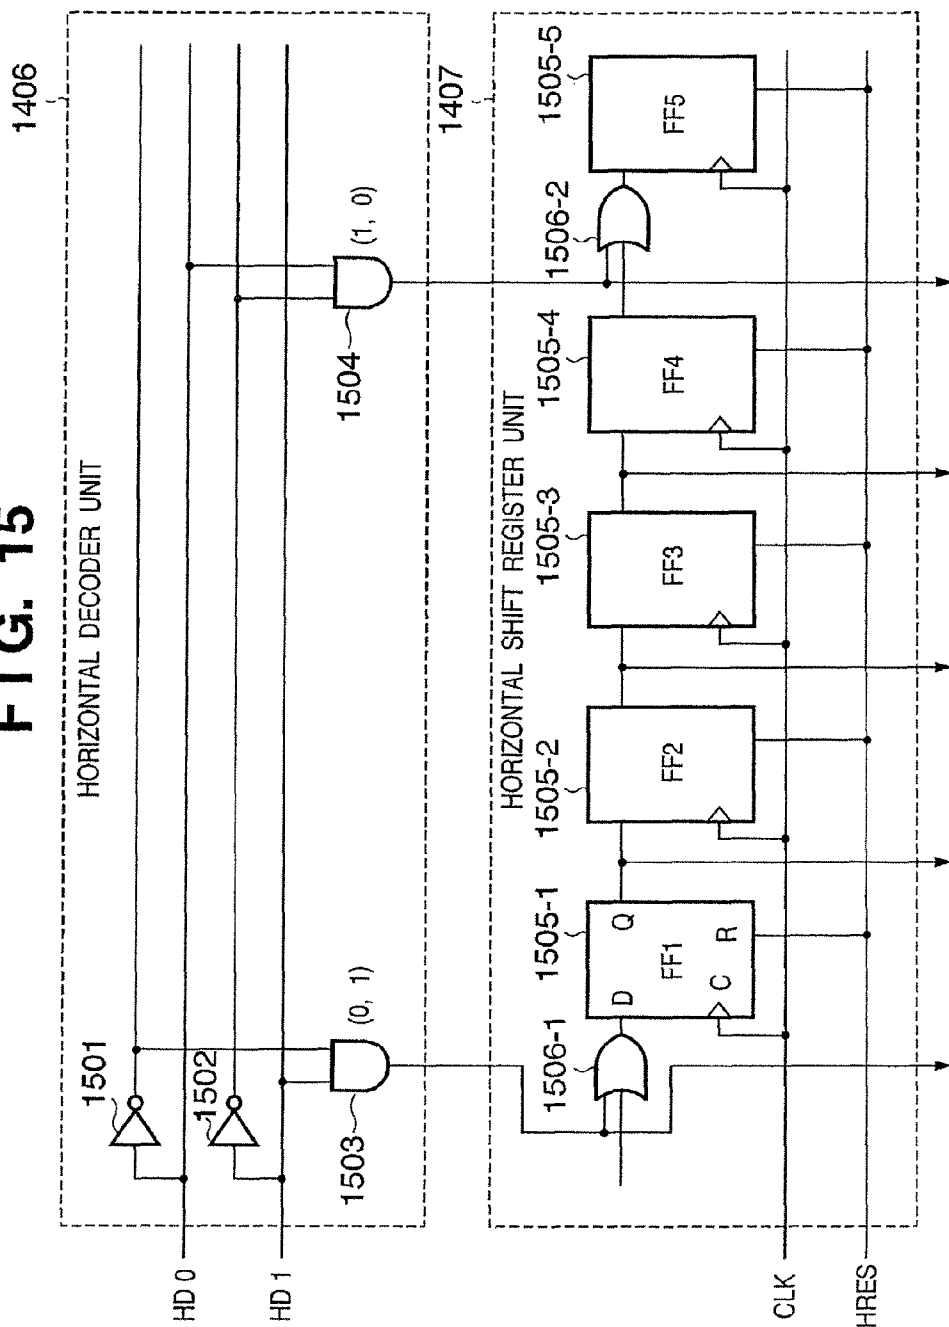 FIG. 15
1406
HORIZONTAL DECODER UNIT
HD 0
HD 1
1501
1502
1503
(0, 1)
1504
(1, 0)
1407
HORIZONTAL SHIFT REGISTER UNIT
1506-1
1505-1
D
Q
FF1
C
R
1505-2
FF2
1505-3
FF3
1505-4
FF4
1506-2
1505-5
FF5
CLK
HRES